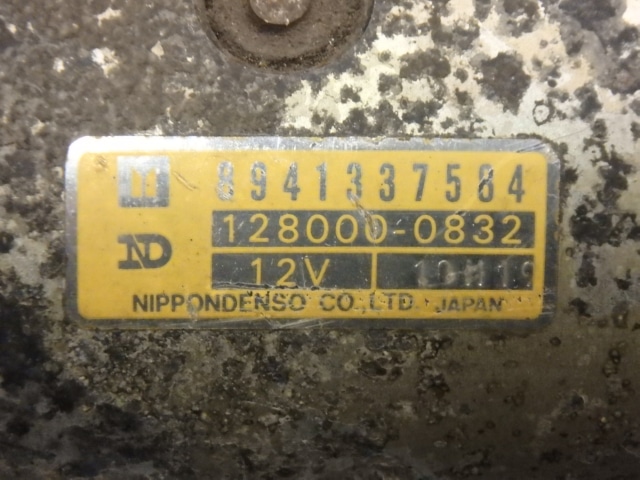 8941337584
ND
128000-0832
12V
NIPPONDENSO CO.,LTD. JAPAN